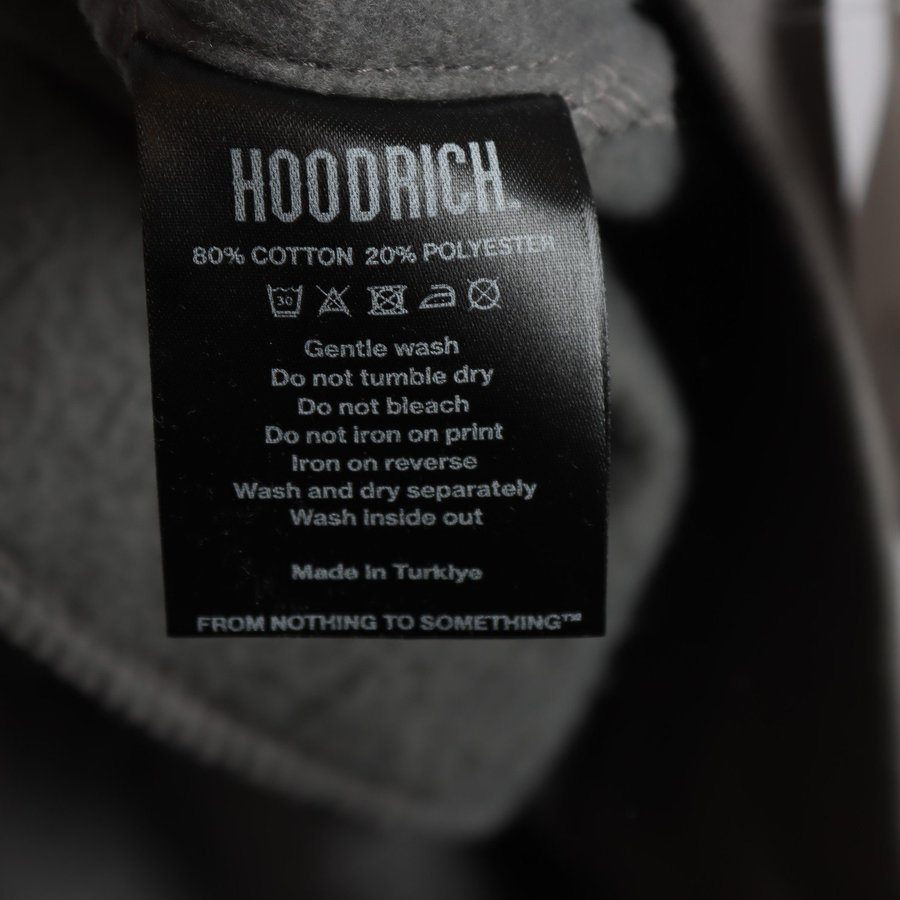 HOODRICH.
80% COTTON 20% POLYESTER
30
Gentle wash
Do not tumble dry
Do not bleach
Do not iron on print
Iron on reverse
Wash and dry separately
Wash inside out
Made in Turkiye
FROM NOTHING TO SOMETHING™